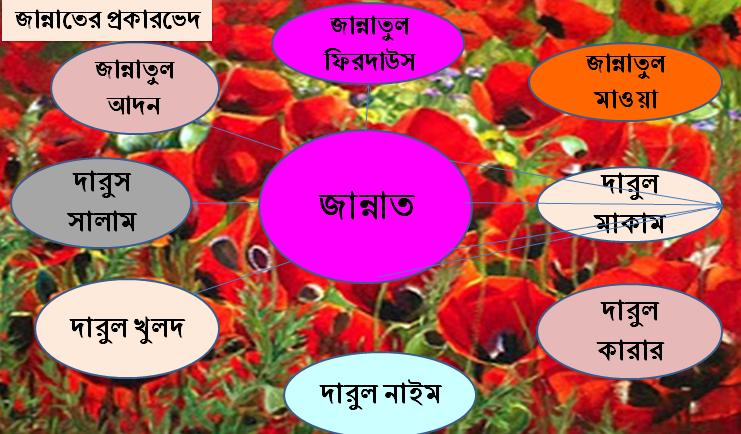 জান্নাতের প্রকারভেদ
জান্নাতুল
ফিরদাউস
জান্নাতুল
আদন
জান্নাতুল
মাওয়া
দারুস
সালাম
জান্নাত
দারুল
মাকাম
দারুল খুলদ
দারুল
কারার
দারুল নাইম